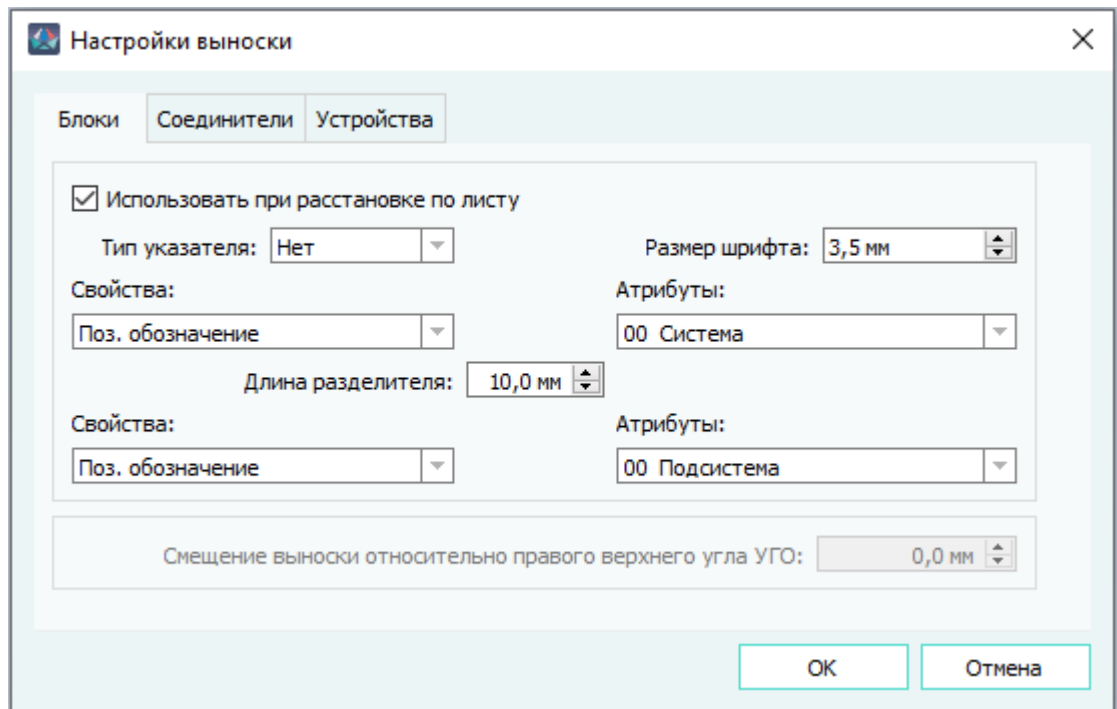 Настройки выноски
Блоки Соединители Устройства
Использовать при расстановке по листу
Тип указателя: Нет Размер шрифта: 3,5 мм
Свойства: Атрибуты:
Поз. обозначение 00 Система
Длина разделителя: 10,0 мм
Свойства: Атрибуты:
Поз. обозначение 00 Подсистема
Смещение выноски относительно правого верхнего угла УГО: 0,0 мм
ОК Отмена